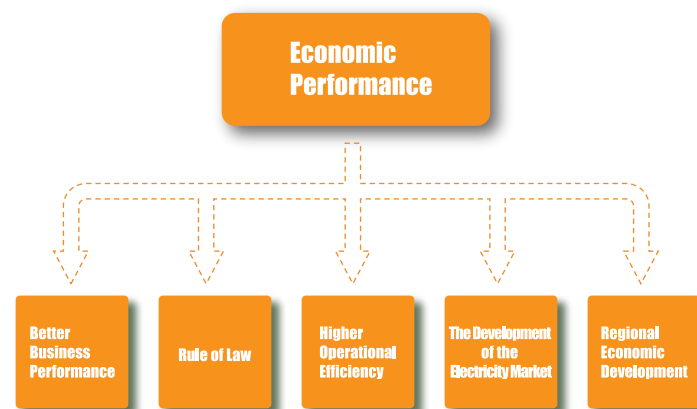 Economic
Performance
Better
Business
Performance
Rule of Law
Higher
Operational
Efficiency
The Development
of the
Electricity Market
Regional
Economic
Development